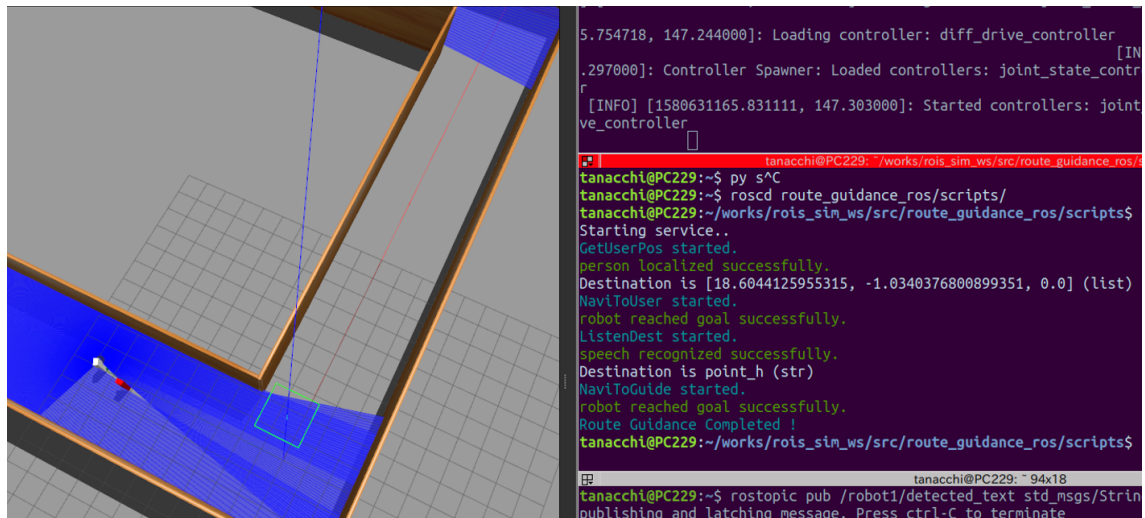 5.754718, 147.244000]: Loading controller: diff_drive_controller
[IN
.297000]: Controller Spawner: Loaded controllers: joint_state_contr
r
[INFO] [1580631165.831111, 147.303000]: Started controllers: joint_
ve_controller
tanacchi@PC229: ~/works/rois_sim_ws/src/route_guidance_ros/s
tanacchi@PC229:~$ py s^C
tanacchi@PC229:~$ roscd route_guidance_ros/scripts/
tanacchi@PC229:~/works/rois_sim_ws/src/route_guidance_ros/scripts$
Starting service..
GetUserPos started.
person localized successfully.
Destination is [18.6044125955315, -1.0340376800899351, 0.0] (list)
NaviToUser started.
robot reached goal successfully.
ListenDest started.
speech recognized successfully.
Destination is point_h (str)
NaviToGuide started.
robot reached goal successfully.
Route Guidance Completed !
tanacchi@PC229:~/works/rois_sim_ws/src/route_guidance_ros/scripts$
tanacchi@PC229: ~ 94x18
tanacchi@PC229:~$ rostopic pub /robot1/detected_text std_msgs/Strin
publishing and latching message. Press ctrl-C to terminate